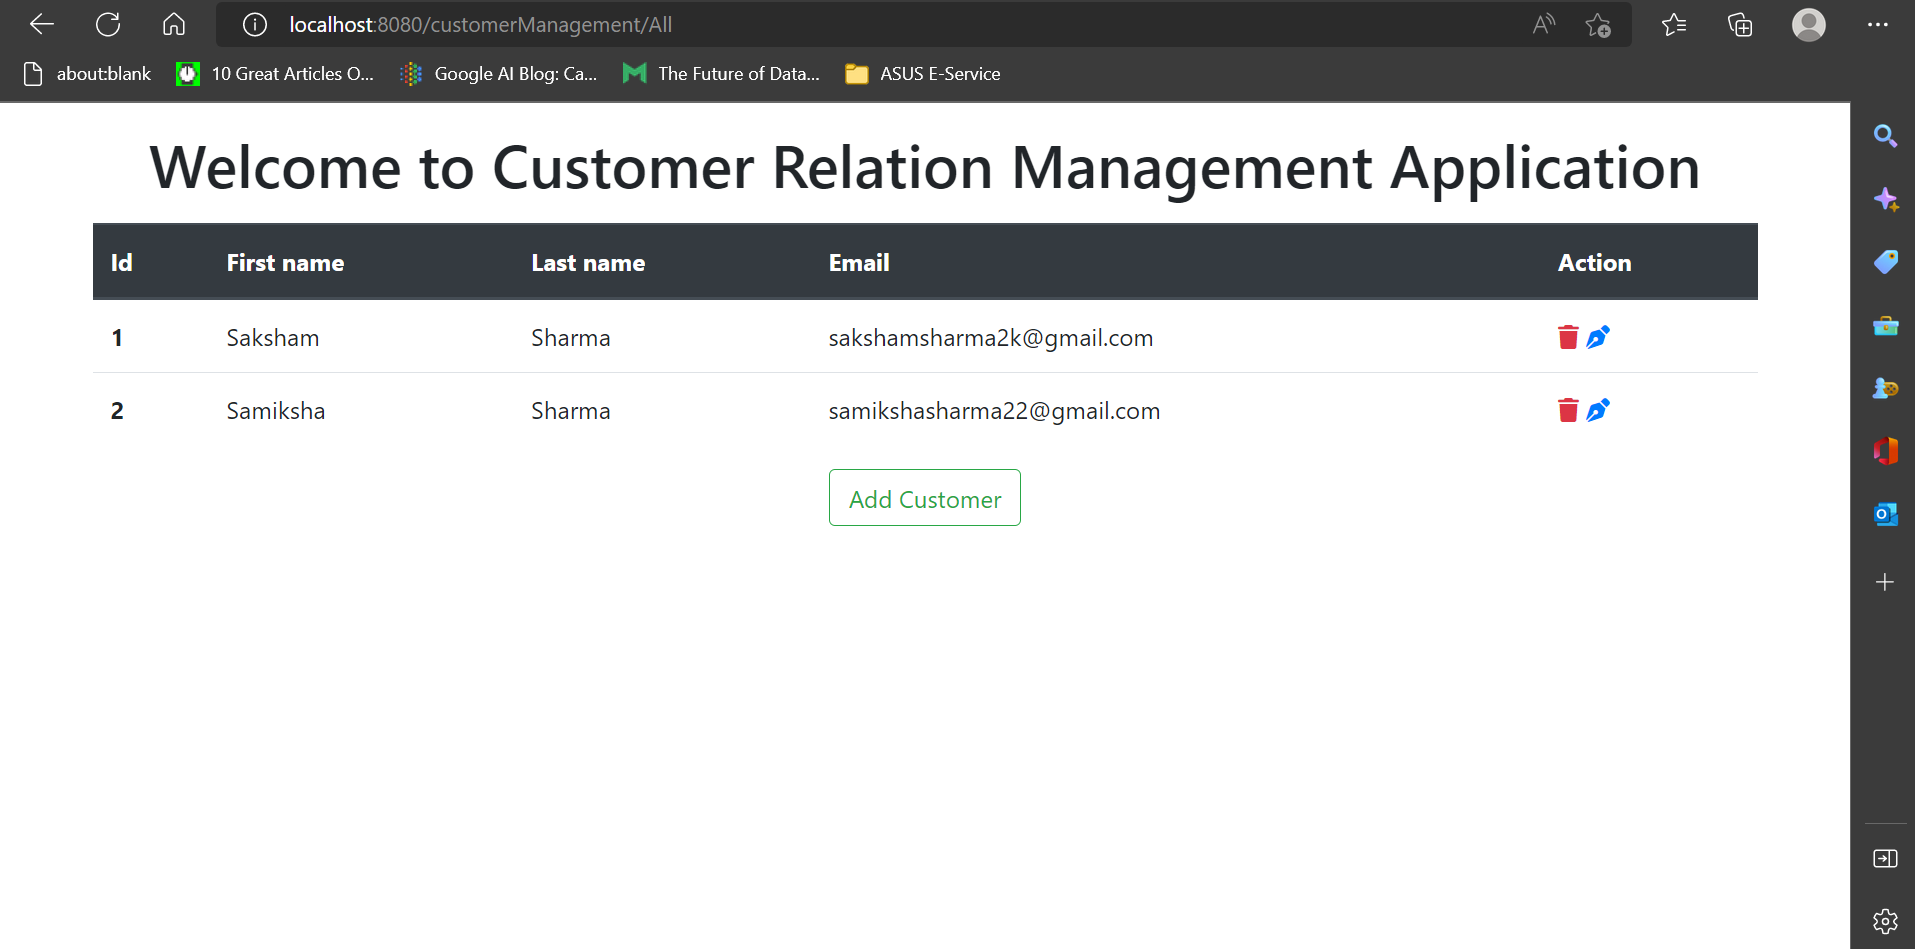 localhost:8080/customerManagement/All
about:blank 10 Great Articles O... Google AI Blog: Ca... The Future of Data... ASUS E-Service
Welcome to Customer Relation Management Application
Id First name Last name Email Action
1 Saksham Sharma sakshamsharma2k@gmail.com
2 Samiksha Sharma samikshasharma22@gmail.com
Add Customer